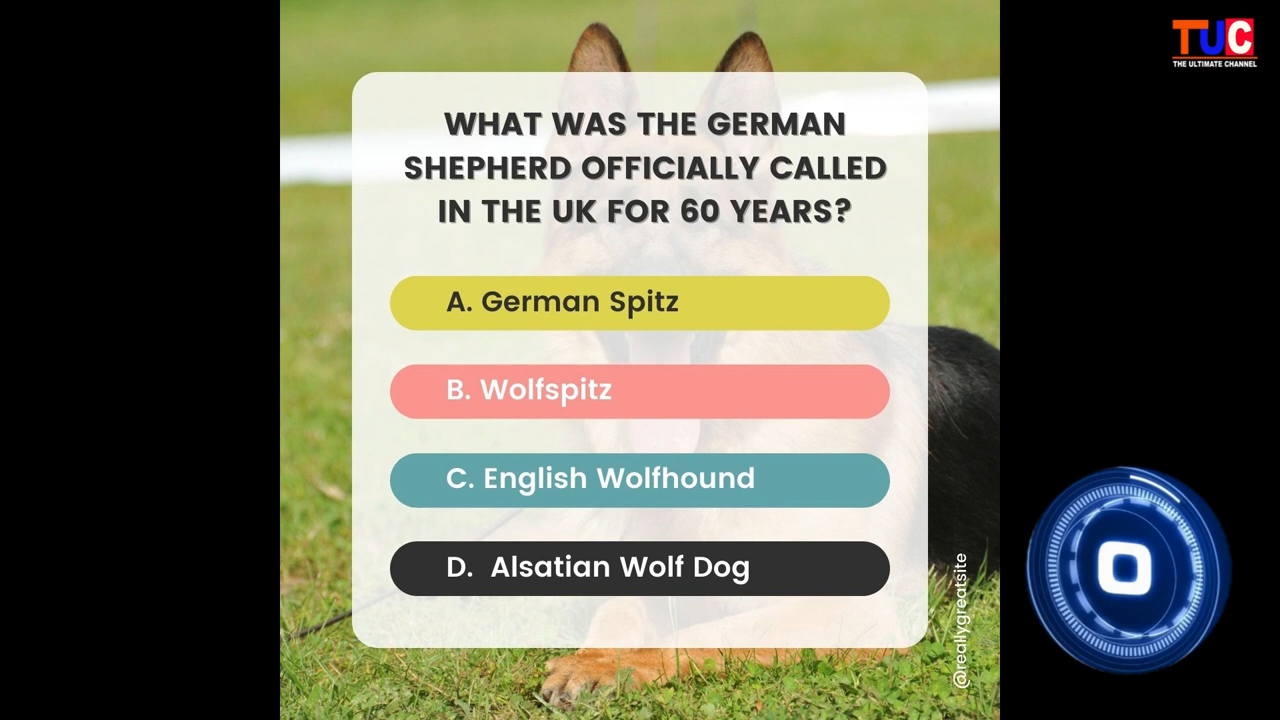 WHAT WAS THE GERMAN
SHEPHERD OFFICIALLY CALLED
IN THE UK FOR 60 YEARS?
A. German Spitz
B. Wolfspitz
C. English Wolfhound
D. Alsatian Wolf Dog
@reallygreatsite
TUC
THE ULTIMATE CHANNEL
0